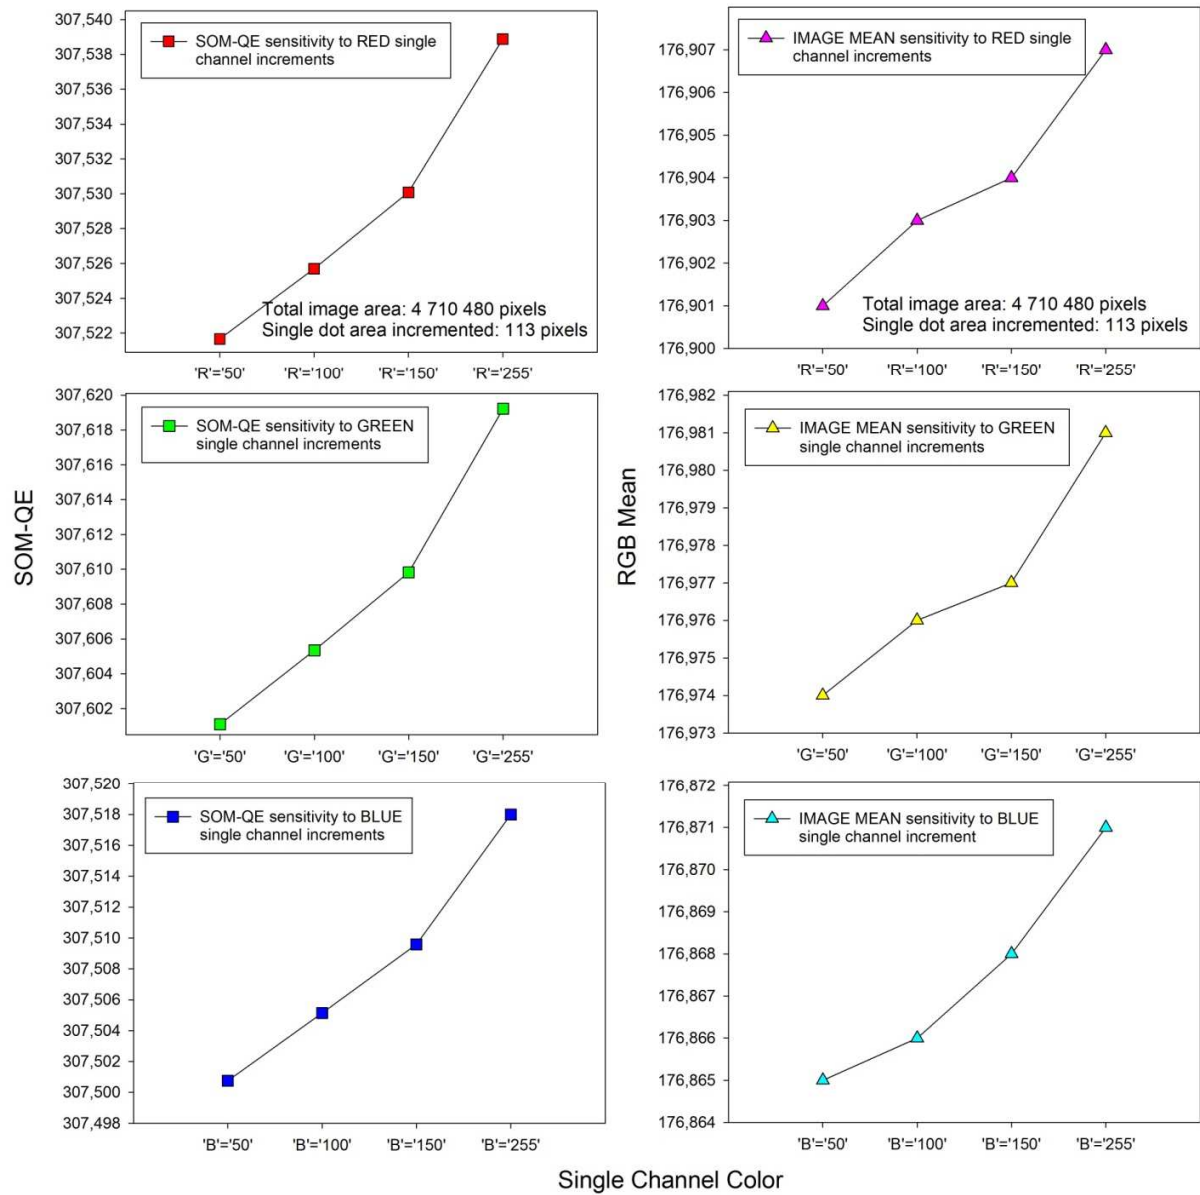 307,540
307,538
307,536
307,534
307,532
307,530
307,528
307,526
307,524
307,522
SOM-QE sensitivity to RED single
channel increments
Total image area: 4 710 480 pixels
Single dot area incremented: 113 pixels
'R'='50' 'R'='100' 'R'='150' 'R'='255'
176,907
176,906
176,905
176,904
176,903
176,902
176,901
176,900
IMAGE MEAN sensitivity to RED single
channel increments
Total image area: 4 710 480 pixels
Single dot area incremented: 113 pixels
'R'='50' 'R'='100' 'R'='150' 'R'='255'
SOM-QE
307,620
307,618
307,616
307,614
307,612
307,610
307,608
307,606
307,604
307,602
SOM-QE sensitivity to GREEN
single channel increments
'G'='50' 'G'='100' 'G'='150' 'G'='255'
RGB Mean
176,982
176,981
176,980
176,979
176,978
176,977
176,976
176,975
176,974
176,973
IMAGE MEAN sensitivity to GREEN
single channel increments
'G'='50' 'G'='100' 'G'='150' 'G'='255'
307,520
307,518
307,516
307,514
307,512
307,510
307,508
307,506
307,504
307,502
307,500
307,498
SOM-QE sensitivity to BLUE
single channel increments
'B'='50' 'B'='100' 'B'='150' 'B'='255'
176,872
176,871
176,870
176,869
176,868
176,867
176,866
176,865
176,864
IMAGE MEAN sensitivity to BLUE
single channel increment
'B'='50' 'B'='100' 'B'='150' 'B'='255'
Single Channel Color